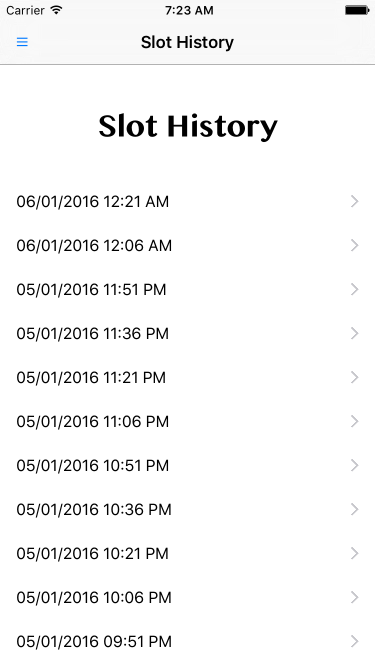 Carrier 7:23 AM
Slot History
Slot History
06/01/2016 12:21 AM
06/01/2016 12:06 AM
05/01/2016 11:51 PM
05/01/2016 11:36 PM
05/01/2016 11:21 PM
05/01/2016 11:06 PM
05/01/2016 10:51 PM
05/01/2016 10:36 PM
05/01/2016 10:21 PM
05/01/2016 10:06 PM
05/01/2016 09:51 PM